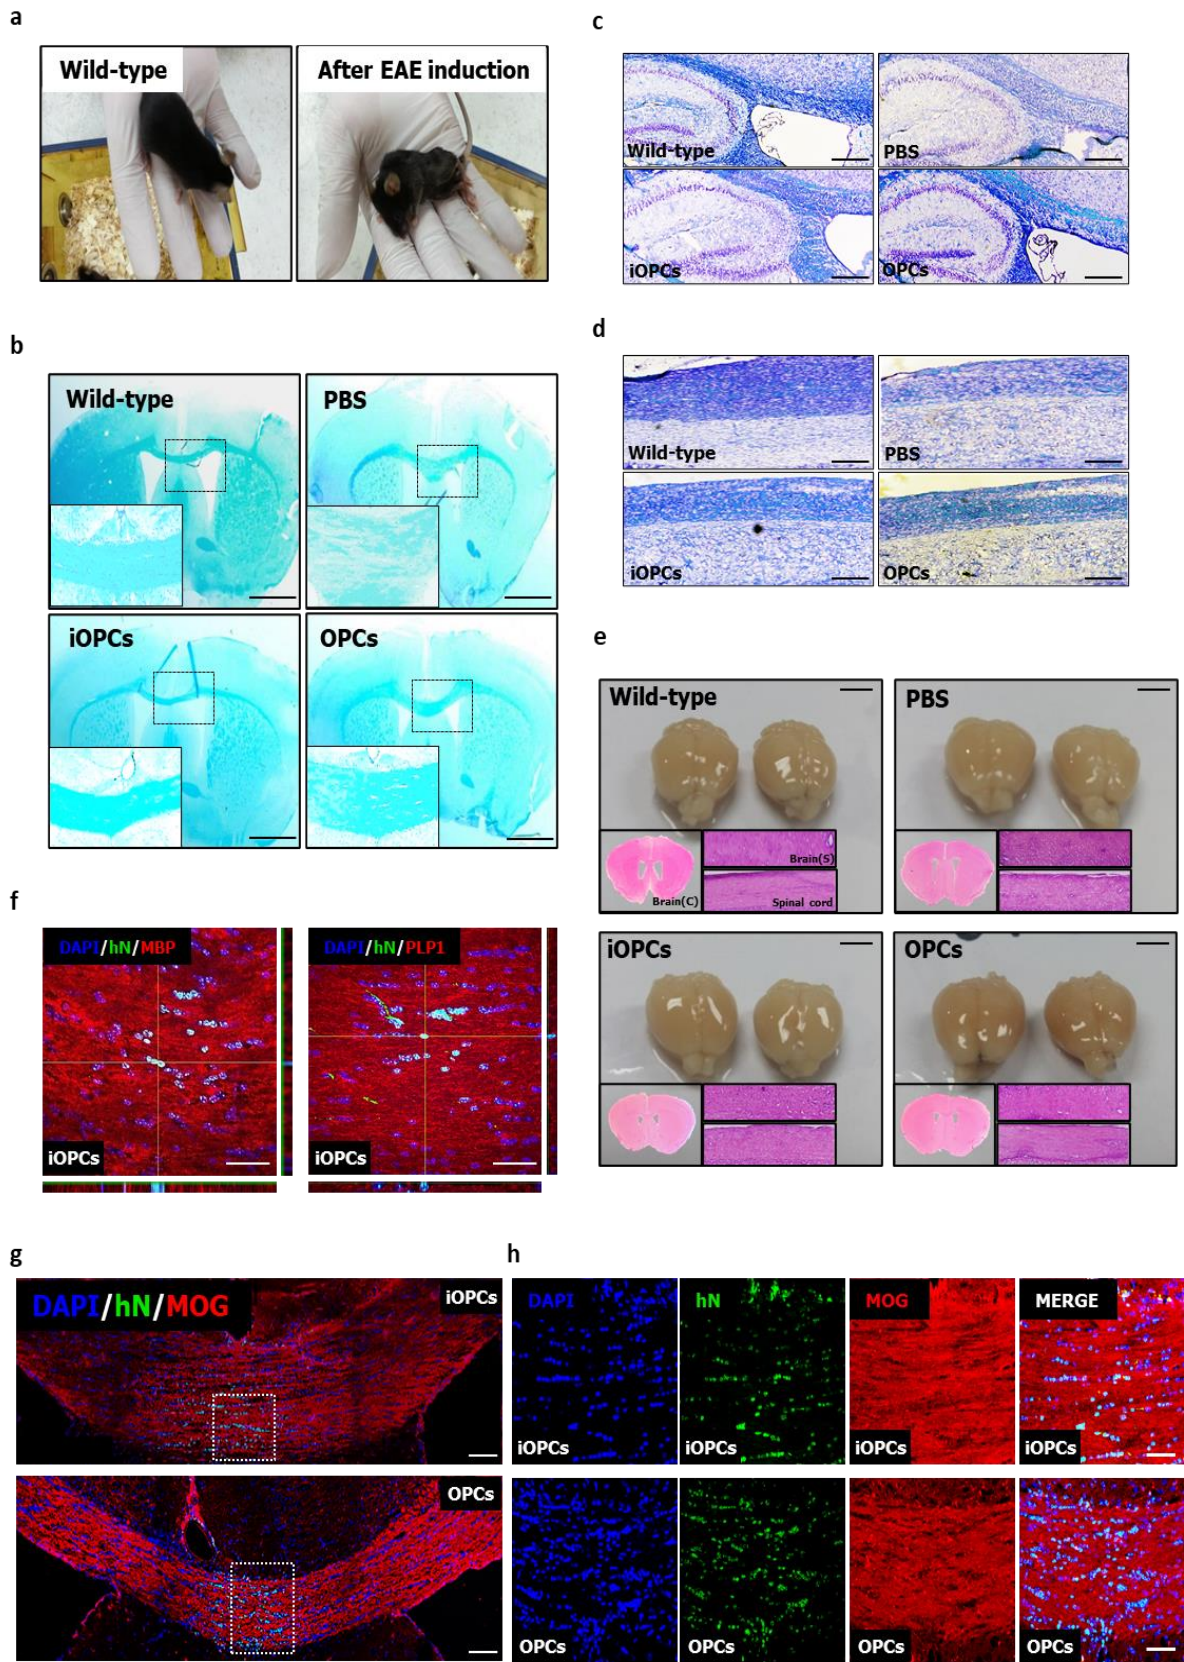 a
Wild-type
After EAE induction
b
Wild-type
PBS
iOPCs
OPCs
c
Wild-type
PBS
iOPCs
OPCs
d
Wild-type
PBS
iOPCs
OPCs
e
Wild-type
Brain(C)
Brain(S)
Spinal cord
PBS
iOPCs
OPCs
f
DAPI/hN/MBP
iOPCs
DAPI/hN/PLP1
iOPCs
g
DAPI/hN/MOG
iOPCs
OPCs
h
DAPI
iOPCs
hN
iOPCs
MOG
iOPCs
MERGE
iOPCs
OPCs
OPCs
OPCs
OPCs